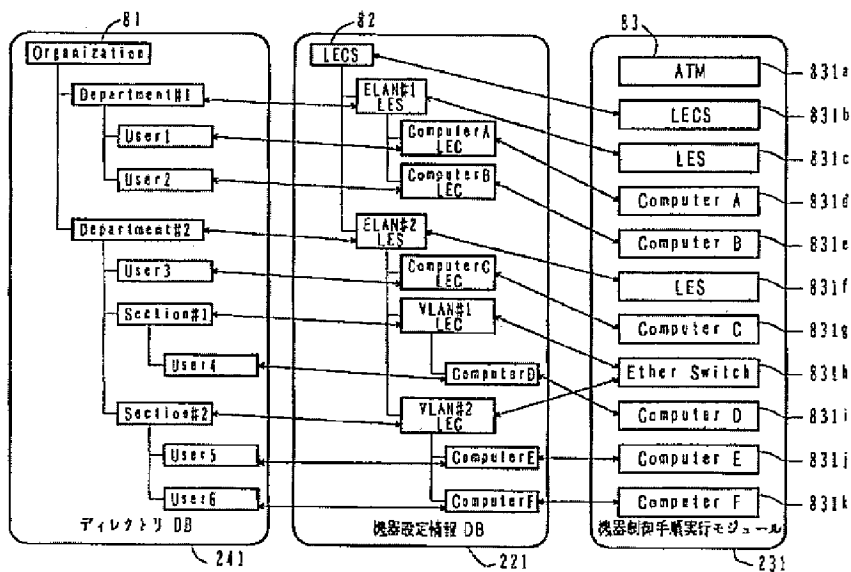 81
82
83
Organization
Department#1
User1
User2
Department#2
User3
Section#1
User4
Section#2
User5
User6
ディレクトリ DB
241
LECS
ELAN#1
LES
ComputerA
LEC
ComputerB
LEC
ELAN#2
LES
ComputerC
LEC
VLAN#1
LEC
ComputerD
VLAN#2
LEC
ComputerE
ComputerF
機器設定情報 DB
221
ATM
831a
LECS
831b
LES
831c
Computer A
831d
Computer B
831e
LES
831f
Computer C
831g
Ether Switch
831h
Computer D
831i
Computer E
831j
Computer F
831k
機器制御手順実行モジュール
231